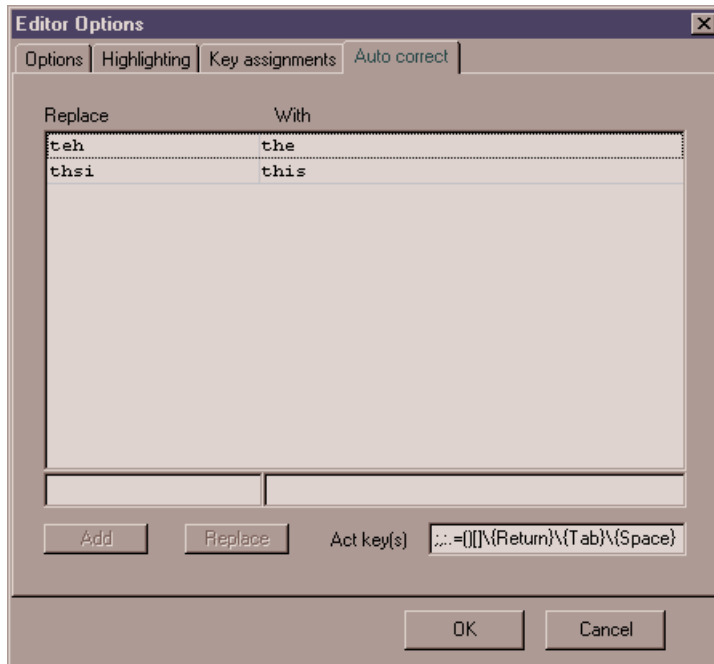 Editor Options
Options Highlighting Key assignments Auto correct
Replace With
teh the
thsi this
Add Replace Act key(s) ;,:.=()[]\{Return}\{Tab}\{Space}
OK Cancel